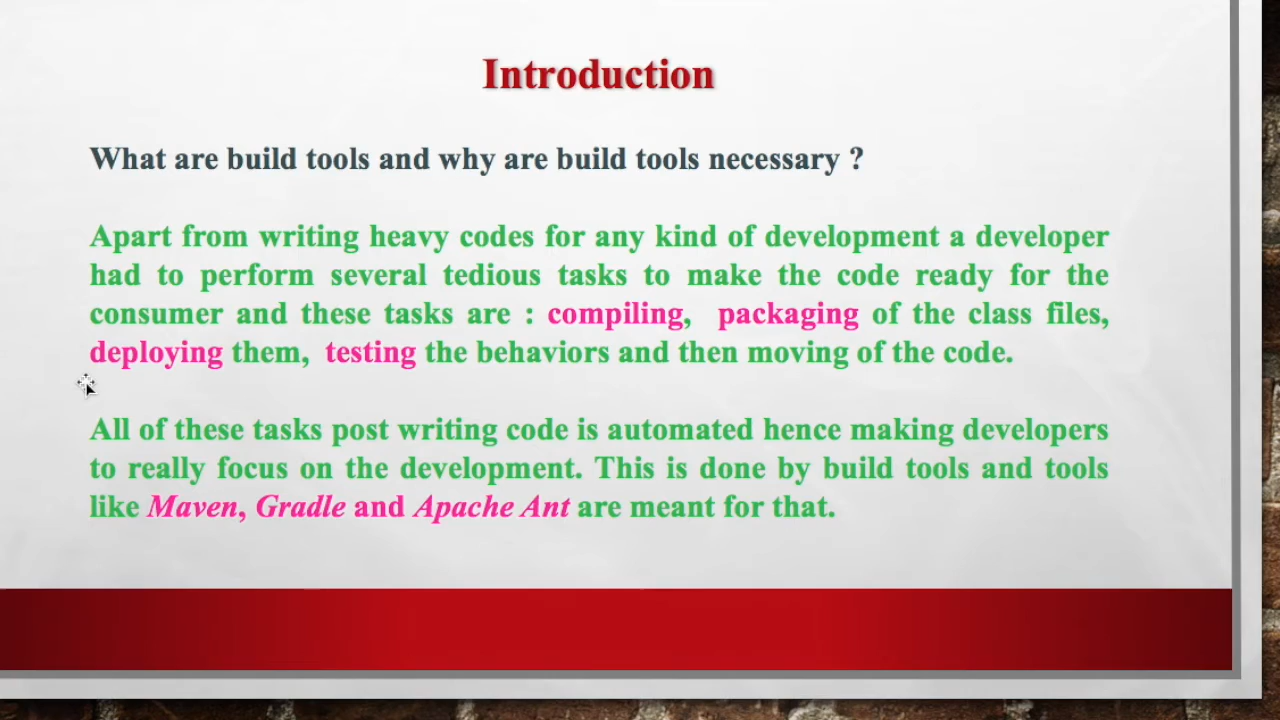 Introduction
What are build tools and why are build tools necessary ?
Apart from writing heavy codes for any kind of development a developer
had to perform several tedious tasks to make the code ready for the
consumer and these tasks are : compiling, packaging of the class files,
deploying them, testing the behaviors and then moving of the code.
All of these tasks post writing code is automated hence making developers
to really focus on the development. This is done by build tools and tools
like Maven, Gradle and Apache Ant are meant for that.